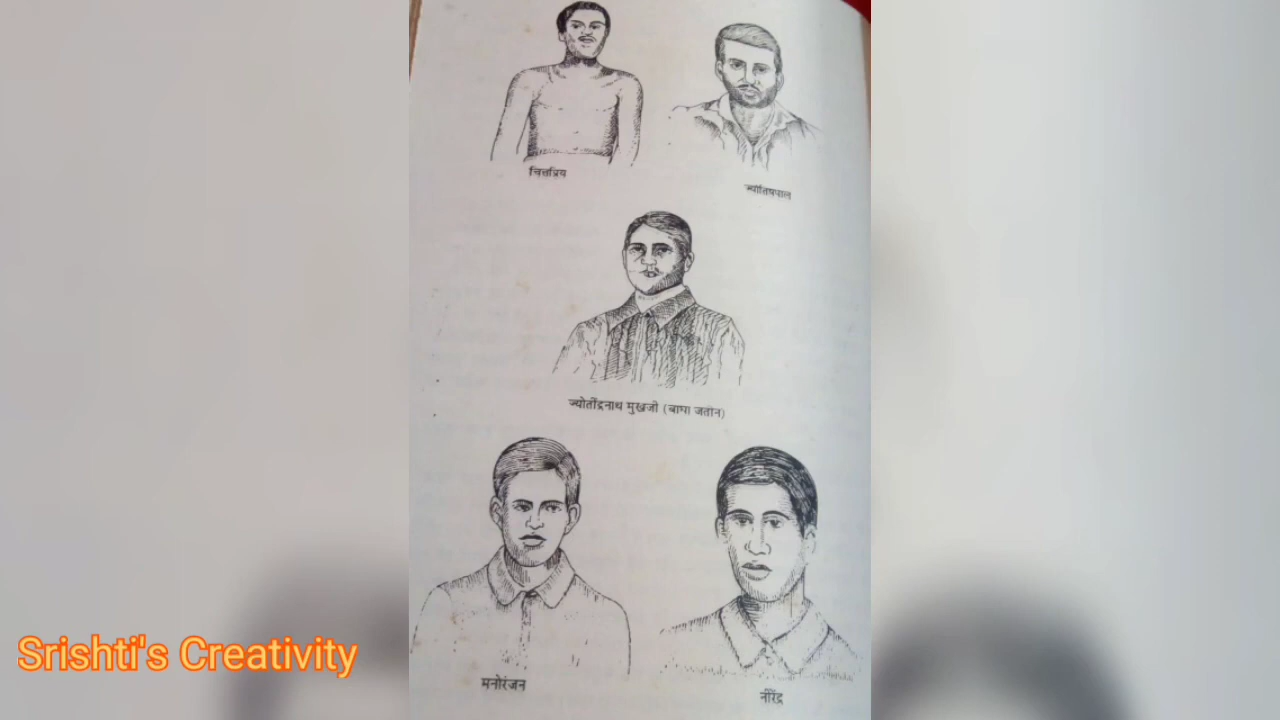 चित्तप्रिय
ज्योतिषपाल
ज्योतींद्रनाथ मुखर्जी (बाघा जतीन)
मनोरंजन
नीरेंद्र
Srishti's Creativity